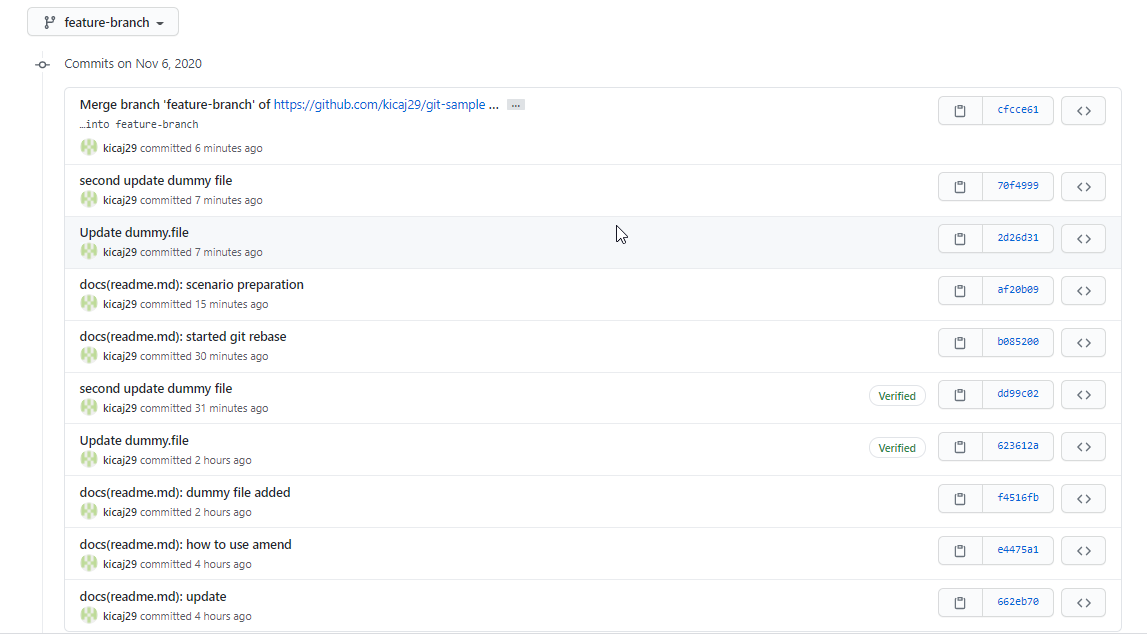 feature-branch
Commits on Nov 6, 2020
Merge branch 'feature-branch' of https://github.com/kicaj29/git-sample ... …
…into feature-branch
kicaj29 committed 6 minutes ago
cfcce61
second update dummy file
kicaj29 committed 7 minutes ago
70f4999
Update dummy.file
kicaj29 committed 7 minutes ago
2d26d31
docs(readme.md): scenario preparation
kicaj29 committed 15 minutes ago
af20b09
docs(readme.md): started git rebase
kicaj29 committed 30 minutes ago
b085200
second update dummy file
kicaj29 committed 31 minutes ago
Verified
dd99c02
Update dummy.file
kicaj29 committed 2 hours ago
Verified
623612a
docs(readme.md): dummy file added
kicaj29 committed 2 hours ago
f4516fb
docs(readme.md): how to use amend
kicaj29 committed 4 hours ago
e4475a1
docs(readme.md): update
kicaj29 committed 4 hours ago
662eb70